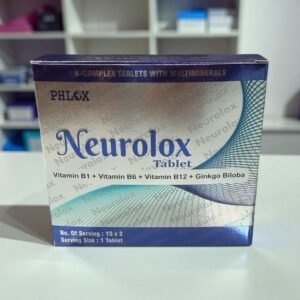 B-COMPLEX TABLETS WITH MULTIMINERALS
PHLOX
Neurolox
Tablet
Vitamin B1 + Vitamin B6 + Vitamin B12 + Ginkgo Biloba
No. Of Serving : 15 x 2
Serving Size : 1 Tablet